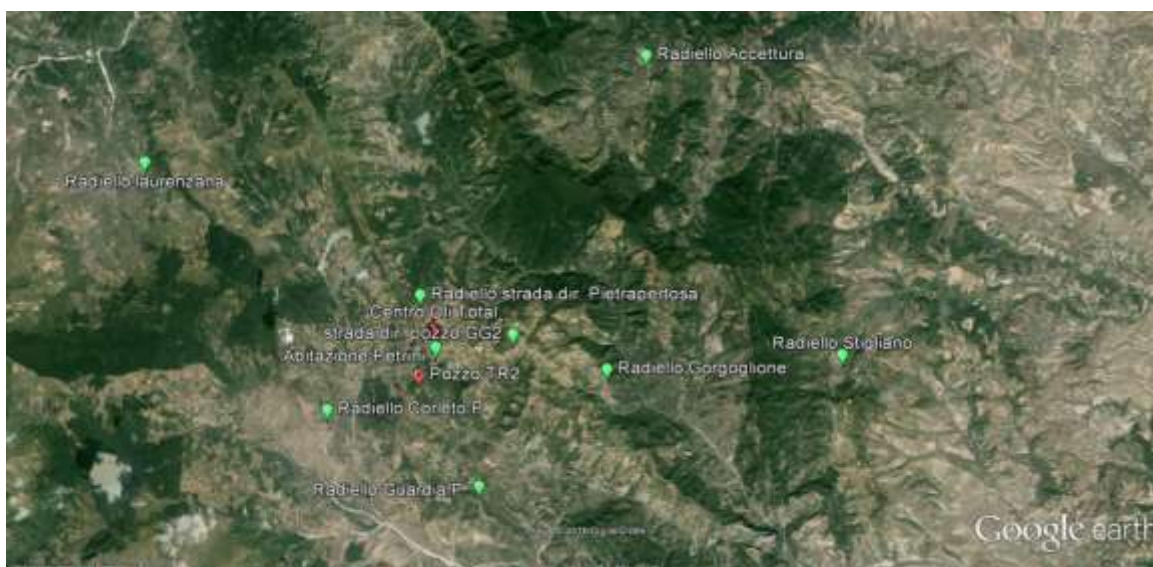 Radiello Accettura
Radiello laurenzana
Radiello strada dir. Pietrapertosa
Centro Oli Total
strada dir. pozzo GG2
Abitazione Petrini
Radiello Stigliano
Radiello Gorgoglione
Pozzo TR2
Radiello Corleto P.
Radiello Guardia P.
Google earth